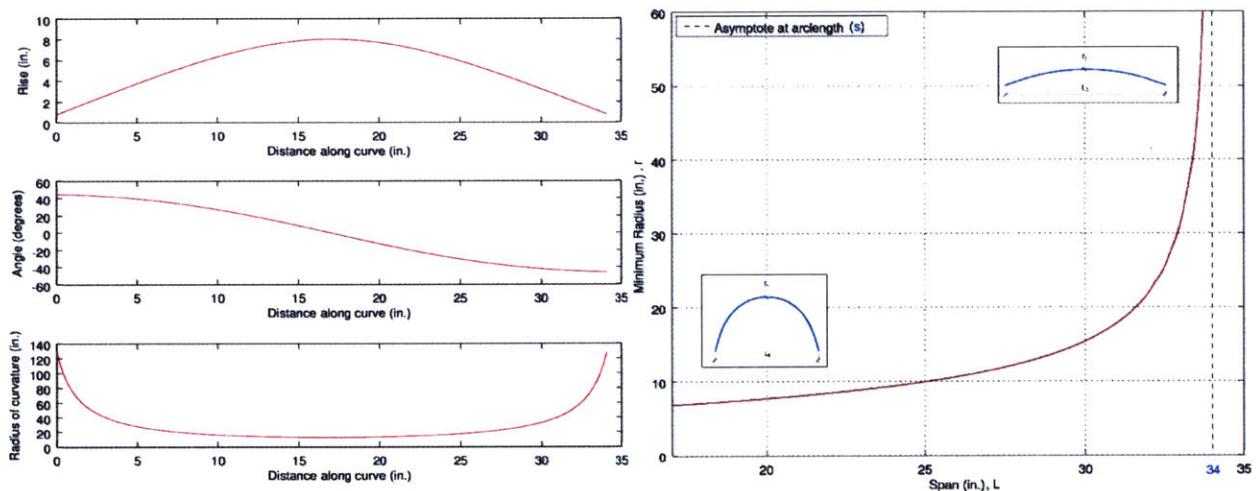 Rise (in.)
10
8
6
4
2
0
0 5 10 15 20 25 30 35
Distance along curve (in.)
Angle (degrees)
60
40
20
0
-20
-40
-60
0 5 10 15 20 25 30 35
Distance along curve (in.)
Radius of curvature (in.)
140
120
100
80
60
40
20
0
0 5 10 15 20 25 30 35
Distance along curve (in.)
Asymptote at arclength (s)
Minimum Radius (in.) , r
60
50
40
30
20
10
0
20 25 30 34 35
Span (in.), L